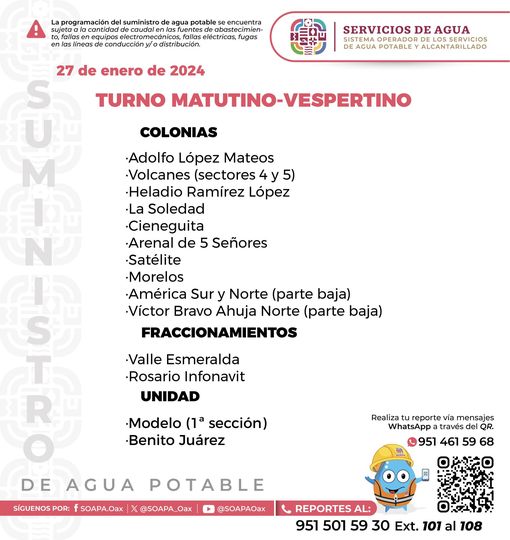 La programación del suministro de agua potable se encuentra
sujeta a la cantidad de caudal en las fuentes de abastecimien-
to, fallas en equipos electromecánicos, fallas eléctricas, fugas
en las líneas de conducción y/ o distribución.
SERVICIOS DE AGUA
SISTEMA OPERADOR DE LOS SERVICIOS
DE AGUA POTABLE Y ALCANTARILLADO
27 de enero de 2024
TURNO MATUTINO-VESPERTINO
COLONIAS
·Adolfo López Mateos
·Volcanes (sectores 4 y 5)
·Heladio Ramírez López
·La Soledad
·Cieneguita
·Arenal de 5 Señores
·Satélite
·Morelos
·América Sur y Norte (parte baja)
·Víctor Bravo Ahuja Norte (parte baja)
FRACCIONAMIENTOS
·Valle Esmeralda
·Rosario Infonavit
UNIDAD
·Modelo (1ª sección)
·Benito Juárez
SUMINISTRO
DE AGUA POTABLE
Realiza tu reporte vía mensajes
WhatsApp a través del QR.
951 461 59 68
SÍGUENOS POR: SOAPA.Oax @SOAPA_Oax @SOAPAOax
REPORTES AL:
951 501 59 30 Ext. 101 al 108